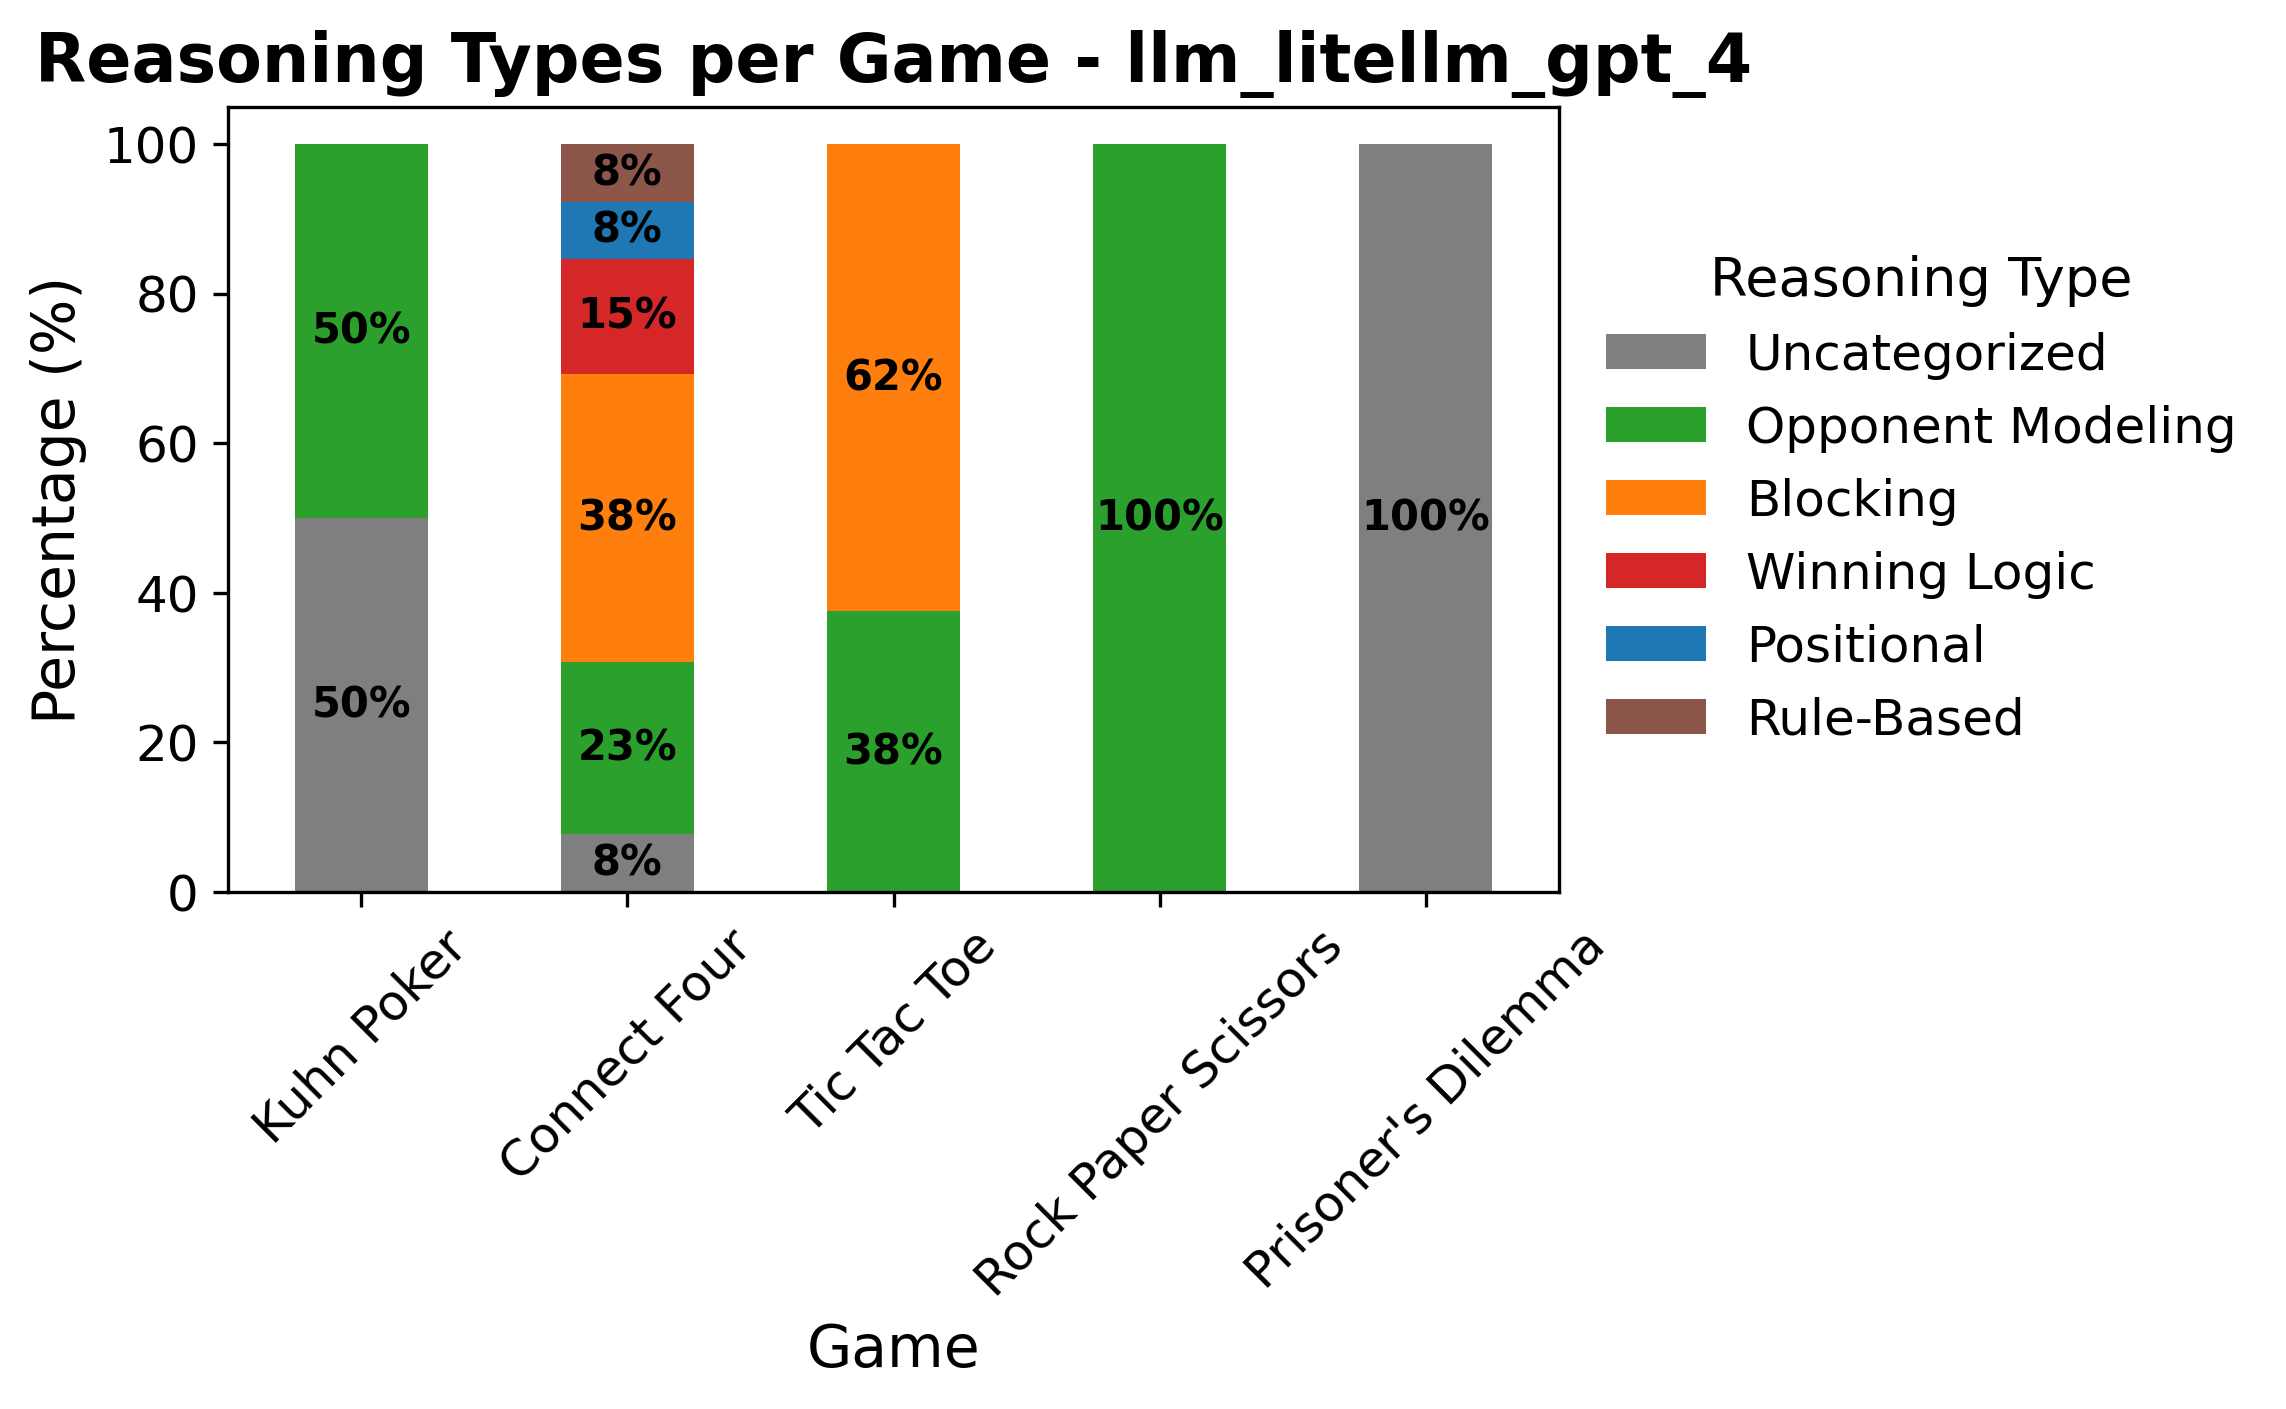 Reasoning Types per Game - llm_litellm_gpt_4
Percentage (%)
100
80
60
40
20
0
50%
50%
8%
8%
15%
38%
23%
8%
62%
38%
100%
100%
Kuhn Poker
Connect Four
Tic Tac Toe
Rock Paper Scissors
Prisoner's Dilemma
Game
Reasoning Type
Uncategorized
Opponent Modeling
Blocking
Winning Logic
Positional
Rule-Based